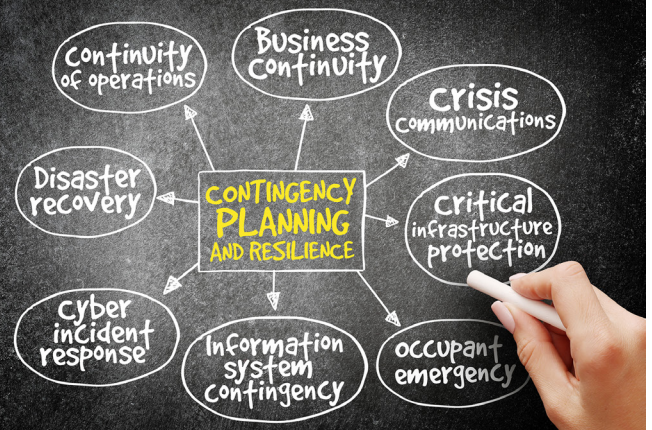 Continuity
of operations
Business
Continuity
Crisis
communications
Disaster
recovery
CONTINGENCY
PLANNING
AND RESILIENCE
Critical
infrastructure
protection
Cyber
incident
response
Information
system
contingency
Occupant
emergency